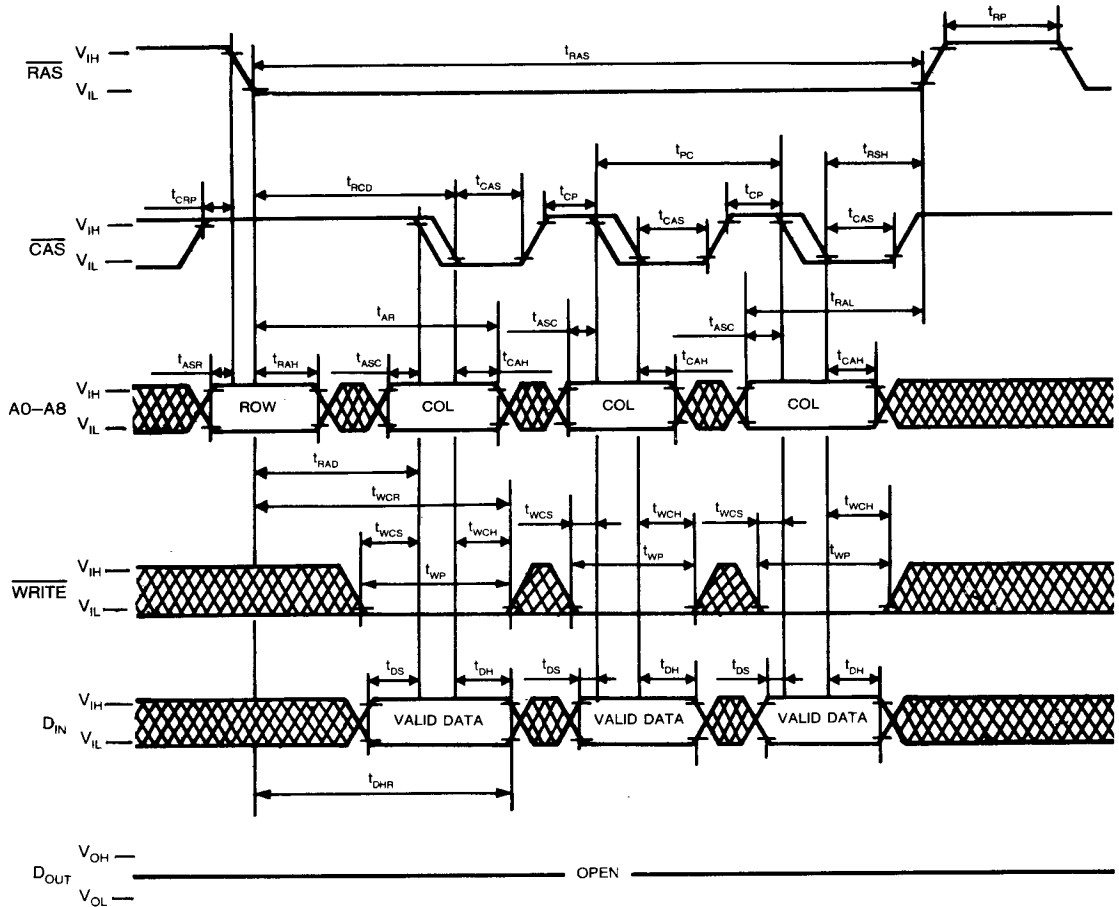 tRP
VIH
RAS
tRAS
VIL
tPC
tRSH
tRCD
tCAS
tCRP
tCP
tCP
VIH
tCAS
tCAS
CAS
VIL
tRAL
tAR
tASC
tASC
tASR
tRAH
tASC
tCAH
tCAH
tCAH
VIH
A0–A8
ROW
COL
COL
COL
VIL
tRAD
tWCR
tWCS
tWCH
tWCS
tWCH
tWCS
tWCH
tWP
tWP
tWP
VIH
WRITE
VIL
tDS
tDH
tDS
tDH
tDS
tDH
VIH
DIN
VALID DATA
VALID DATA
VALID DATA
VIL
tDHR
VOH
DOUT
OPEN
VOL